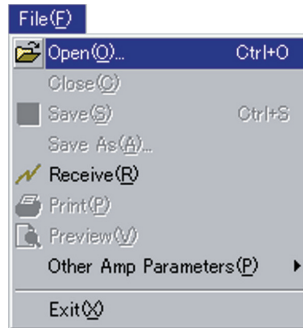 File(F)
Open(O)... Ctrl+O
Close(C)
Save(S) Ctrl+S
Save As(A)...
Receive(R)
Print(P)
Preview(V)
Other Amp Parameters(P)
Exit(X)